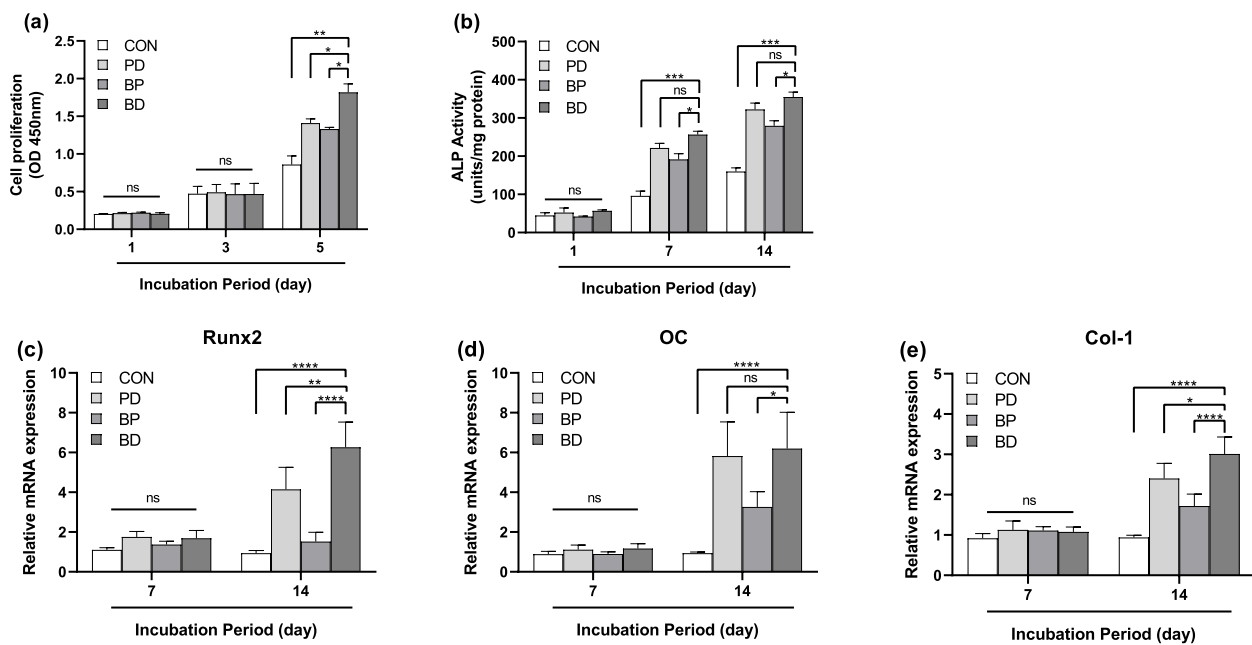 (a)
Cell proliferation
(OD 450nm)
2.5
2.0
1.5
1.0
0.5
0.0
CON
PD
BP
BD
ns
ns
**
*
*
1 3 5
Incubation Period (day)
(b)
ALP Activity
(units/mg protein)
500
400
300
200
100
0
CON
PD
BP
BD
ns
***
ns
*
***
ns
*
1 7 14
Incubation Period (day)
(c)
Runx2
Relative mRNA expression
10
8
6
4
2
0
CON
PD
BP
BD
ns
****
**
****
7 14
Incubation Period (day)
(d)
OC
Relative mRNA expression
10
8
6
4
2
0
CON
PD
BP
BD
ns
****
ns
*
7 14
Incubation Period (day)
(e)
Col-1
Relative mRNA expression
5
4
3
2
1
0
CON
PD
BP
BD
ns
****
*
****
7 14
Incubation Period (day)